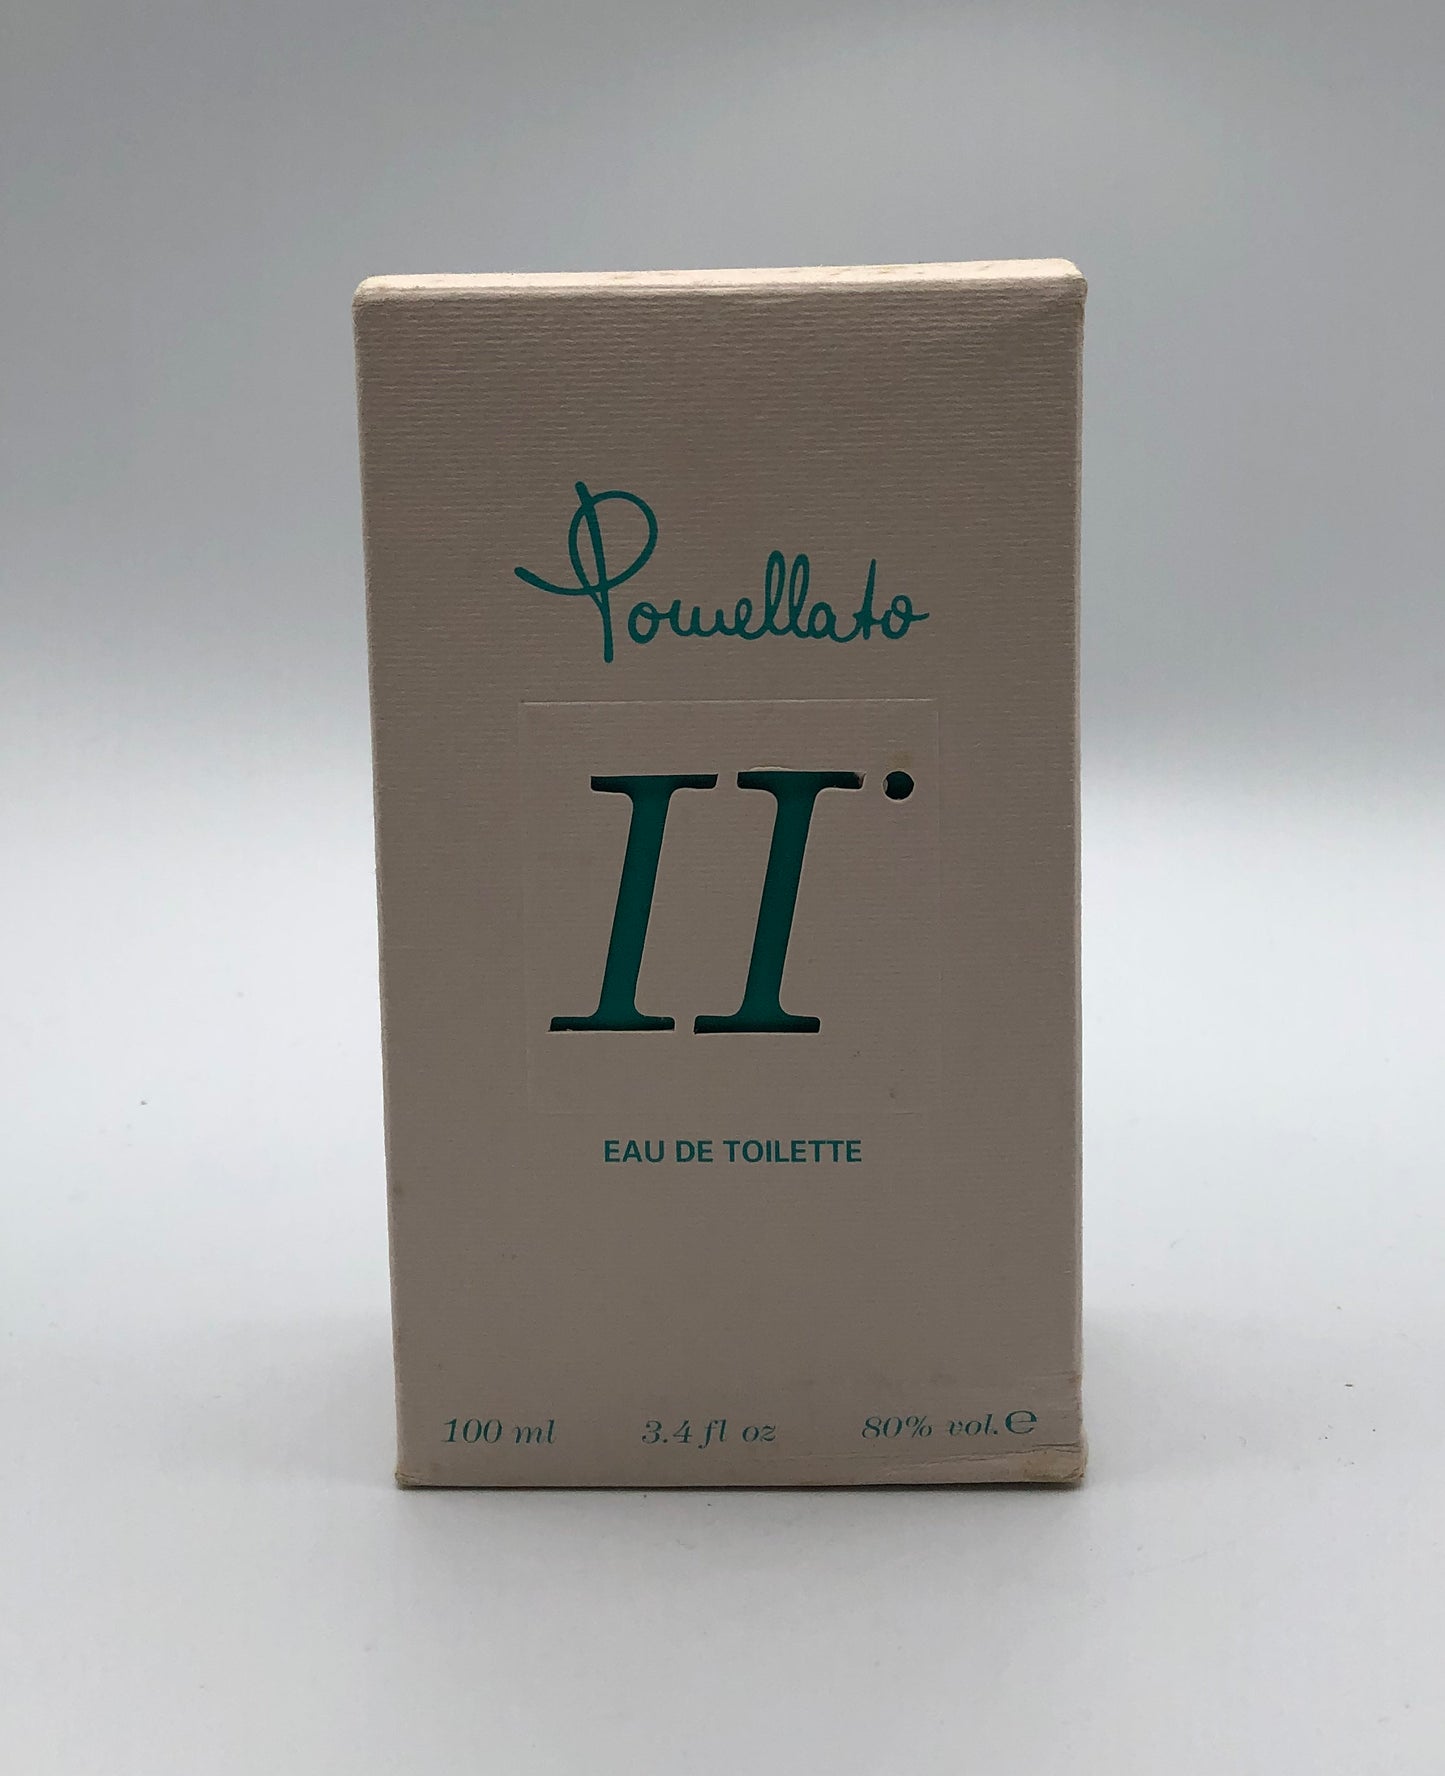 Pomellato
II°
EAU DE TOILETTE
100 ml 3.4 fl oz 80% vol. ℮